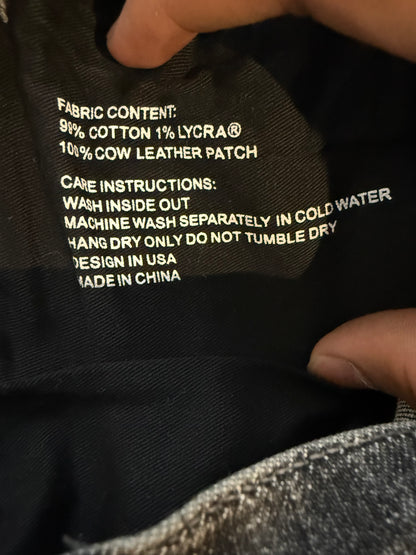 FABRIC CONTENT:
99% COTTON 1% LYCRA®
100% COW LEATHER PATCH
CARE INSTRUCTIONS:
WASH INSIDE OUT
MACHINE WASH SEPARATELY IN COLD WATER
HANG DRY ONLY DO NOT TUMBLE DRY
DESIGN IN USA
MADE IN CHINA